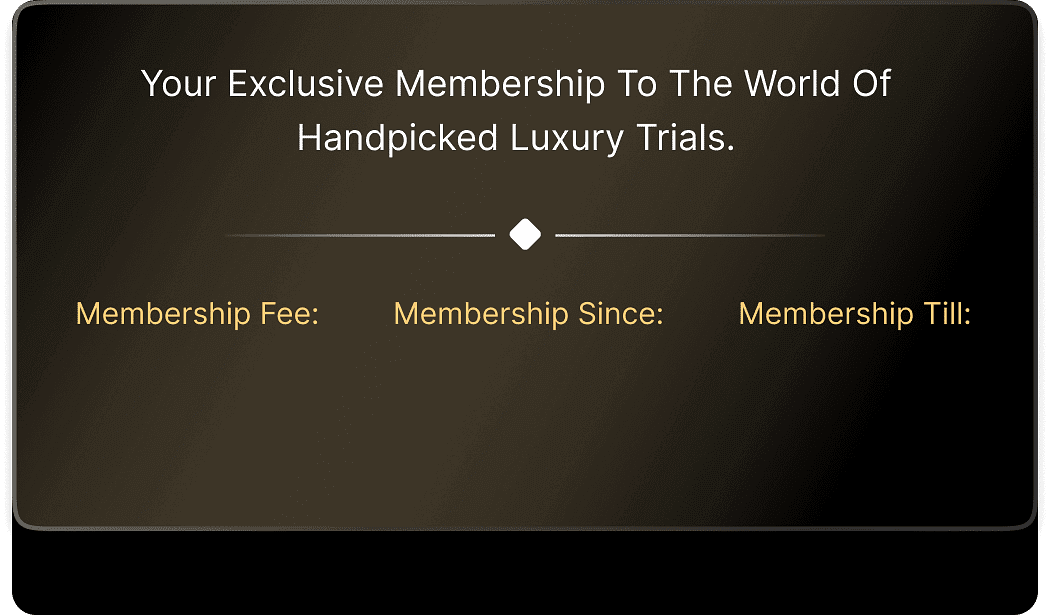 Your Exclusive Membership To The World Of
Handpicked Luxury Trials.
Membership Fee: Membership Since: Membership Till: